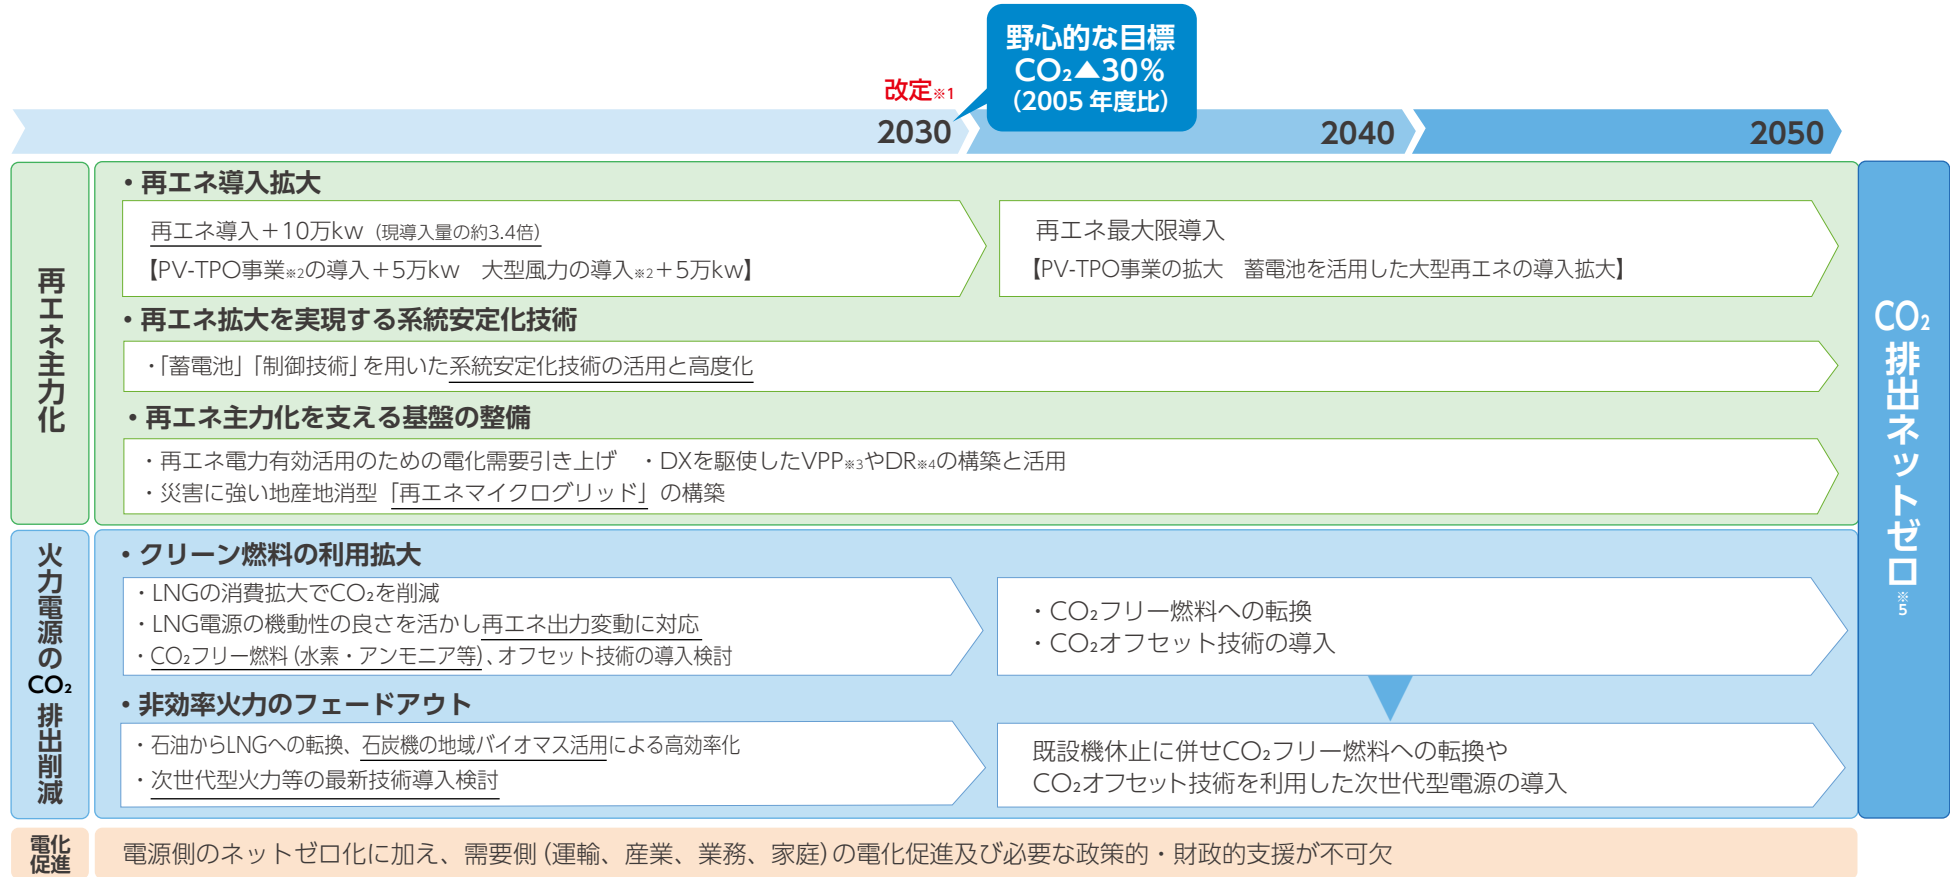 野心的な目標
CO₂▲30%
(2005 年度比)
改定※1
2030
2040
2050
再エネ主力化
・再エネ導入拡大
再エネ導入＋10万kw（現導入量の約3.4倍）
【PV-TPO事業※2の導入＋5万kw　大型風力の導入※2＋5万kw】
再エネ最大限導入
【PV-TPO事業の拡大　蓄電池を活用した大型再エネの導入拡大】
・再エネ拡大を実現する系統安定化技術
・「蓄電池」「制御技術」を用いた系統安定化技術の活用と高度化
・再エネ主力化を支える基盤の整備
・再エネ電力有効活用のための電化需要引き上げ　・DXを駆使したVPP※3やDR※4の構築と活用
・災害に強い地産地消型「再エネマイクログリッド」の構築
火力電源のCO₂排出削減
・クリーン燃料の利用拡大
・LNGの消費拡大でCO₂を削減
・LNG電源の機動性の良さを活かし再エネ出力変動に対応
・CO₂フリー燃料（水素・アンモニア等）、オフセット技術の導入検討
・CO₂フリー燃料への転換
・CO₂オフセット技術の導入
・非効率火力のフェードアウト
・石油からLNGへの転換、石炭機の地域バイオマス活用による高効率化
・次世代型火力等の最新技術導入検討
既設機休止に併せCO₂フリー燃料への転換や
CO₂オフセット技術を利用した次世代型電源の導入
CO₂排出ネットゼロ※5
電化
促進
電源側のネットゼロ化に加え、需要側（運輸、産業、業務、家庭）の電化促進及び必要な政策的・財政的支援が不可欠